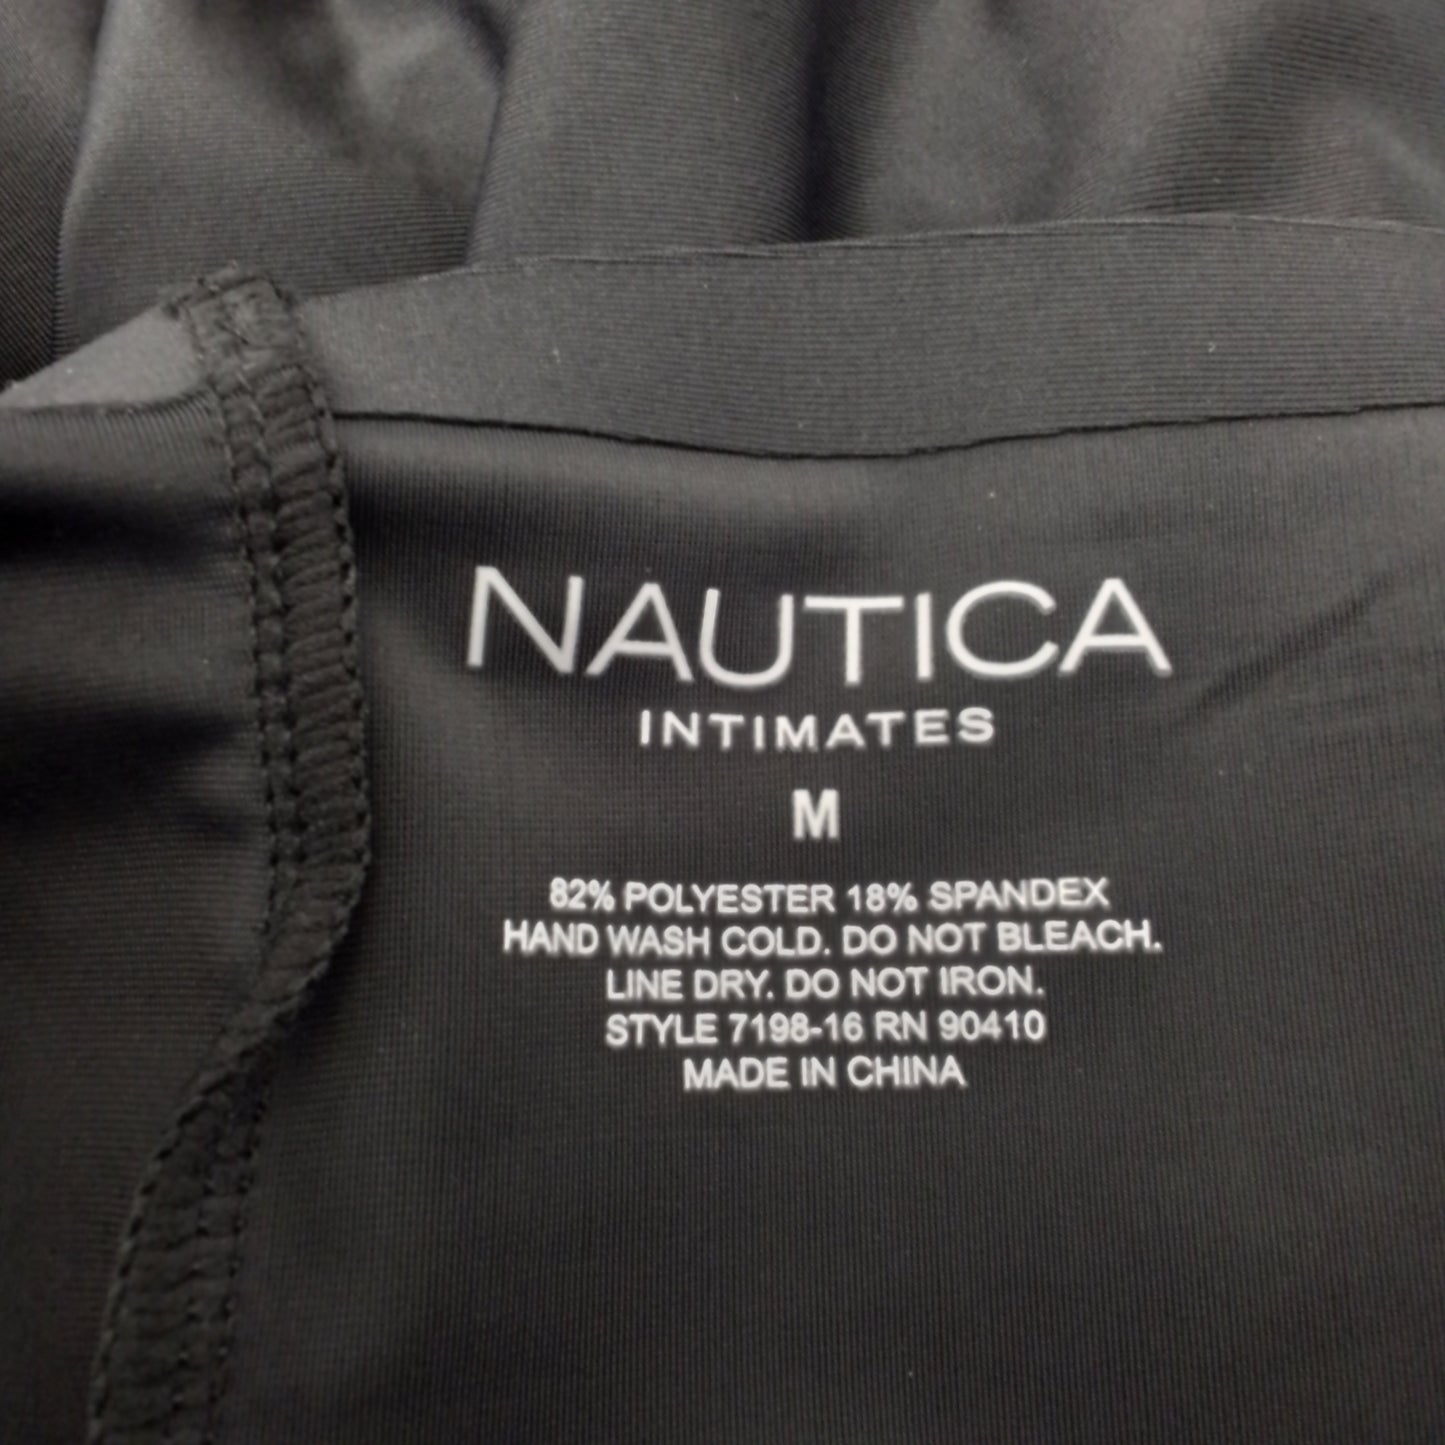 NAUTICA
INTIMATES
M
82% POLYESTER 18% SPANDEX
HAND WASH COLD. DO NOT BLEACH.
LINE DRY. DO NOT IRON.
STYLE 7198-16 RN 90410
MADE IN CHINA